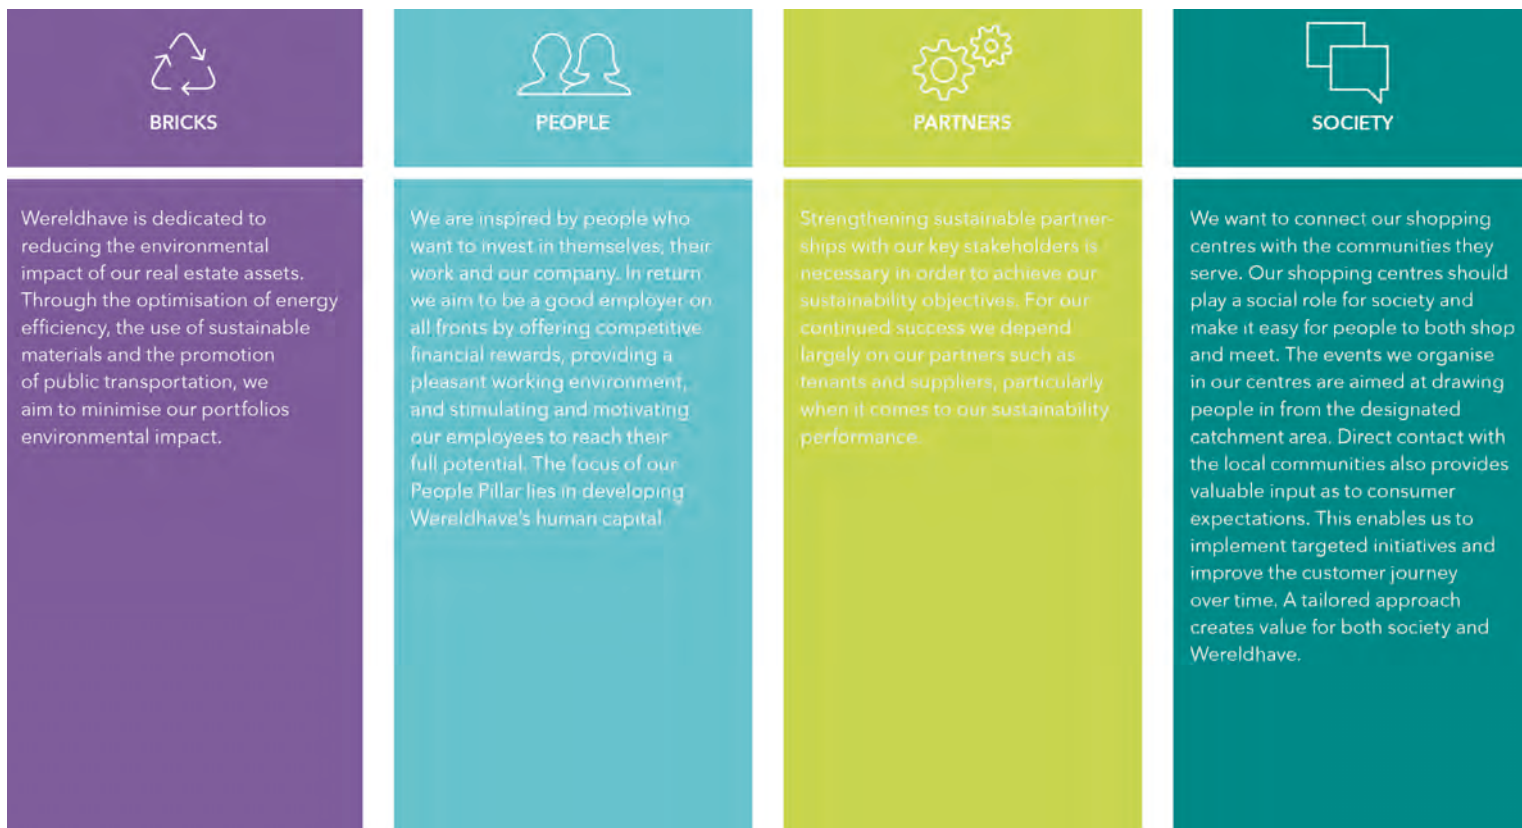 BRICKS
Wereldhave is dedicated to
reducing the environmental
impact of our real estate assets.
Through the optimisation of energy
efficiency, the use of sustainable
materials and the promotion
of public transportation, we
aim to minimise our portfolios
environmental impact.
PEOPLE
We are inspired by people who
want to invest in themselves, their
work and our company. In return
we aim to be a good employer on
all fronts by offering competitive
financial rewards, providing a
pleasant working environment,
and stimulating and motivating
our employees to reach their
full potential. The focus of our
People Pillar lies in developing
Wereldhave's human capital
PARTNERS
Strengthening sustainable partner-
ships with our key stakeholders is
necessary in order to achieve our
sustainability objectives. For our
continued success we depend
largely on our partners such as
tenants and suppliers, particularly
when it comes to our sustainability
performance.
SOCIETY
We want to connect our shopping
centres with the communities they
serve. Our shopping centres should
play a social role for society and
make it easy for people to both shop
and meet. The events we organise
in our centres are aimed at drawing
people in from the designated
catchment area. Direct contact with
the local communities also provides
valuable input as to consumer
expectations. This enables us to
implement targeted initiatives and
improve the customer journey
over time. A tailored approach
creates value for both society and
Wereldhave.